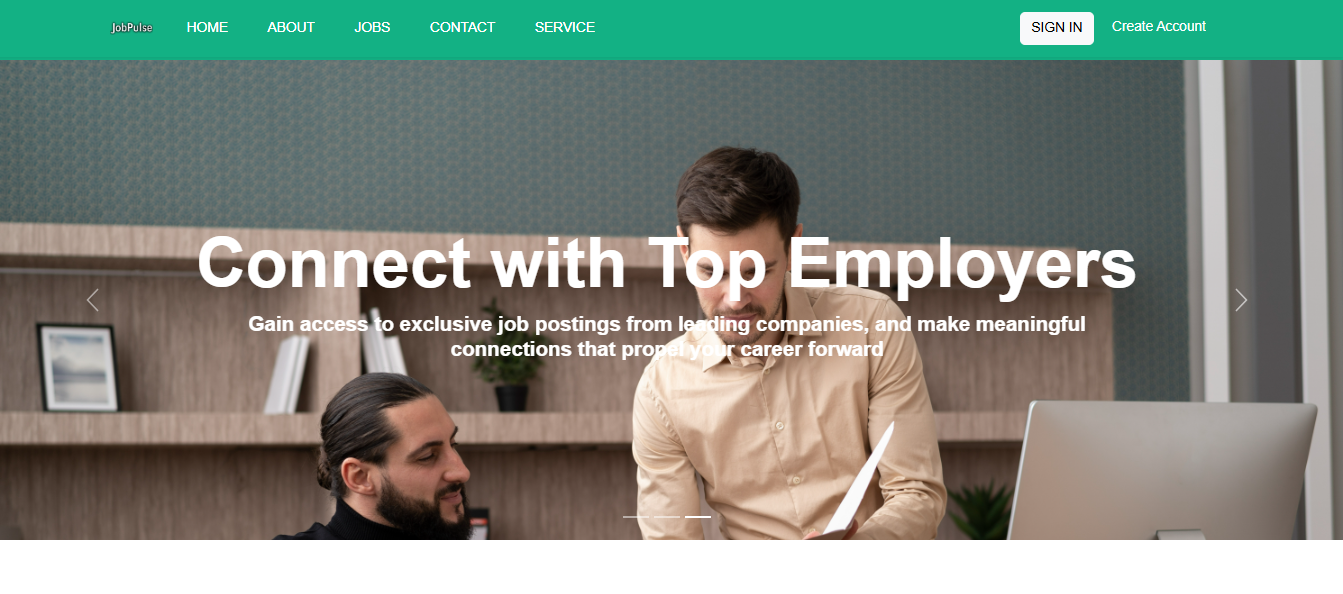 JobPulse
HOME
ABOUT
JOBS
CONTACT
SERVICE
SIGN IN
Create Account
Connect with Top Employers
Gain access to exclusive job postings from leading companies, and make meaningful
connections that propel your career forward